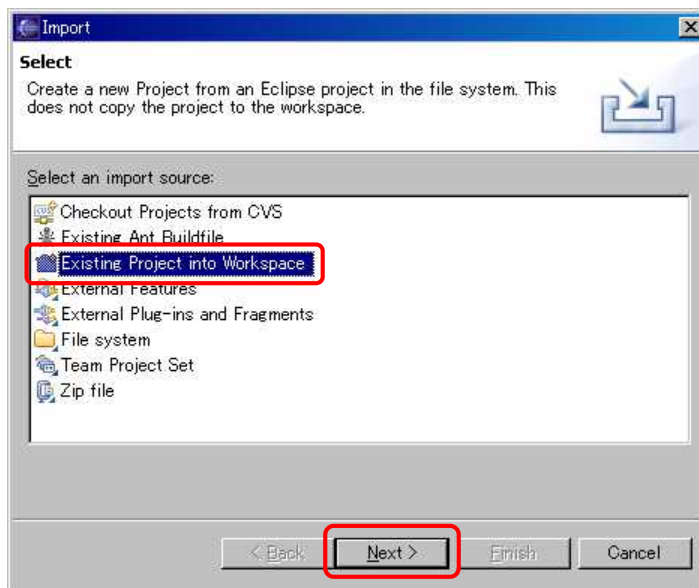 Import
Select
Create a new Project from an Eclipse project in the file system. This
does not copy the project to the workspace.
Select an import source:
Checkout Projects from CVS
Existing Ant Buildfile
Existing Project into Workspace
External Features
External Plug-ins and Fragments
File system
Team Project Set
Zip file
< Back
Next >
Finish
Cancel